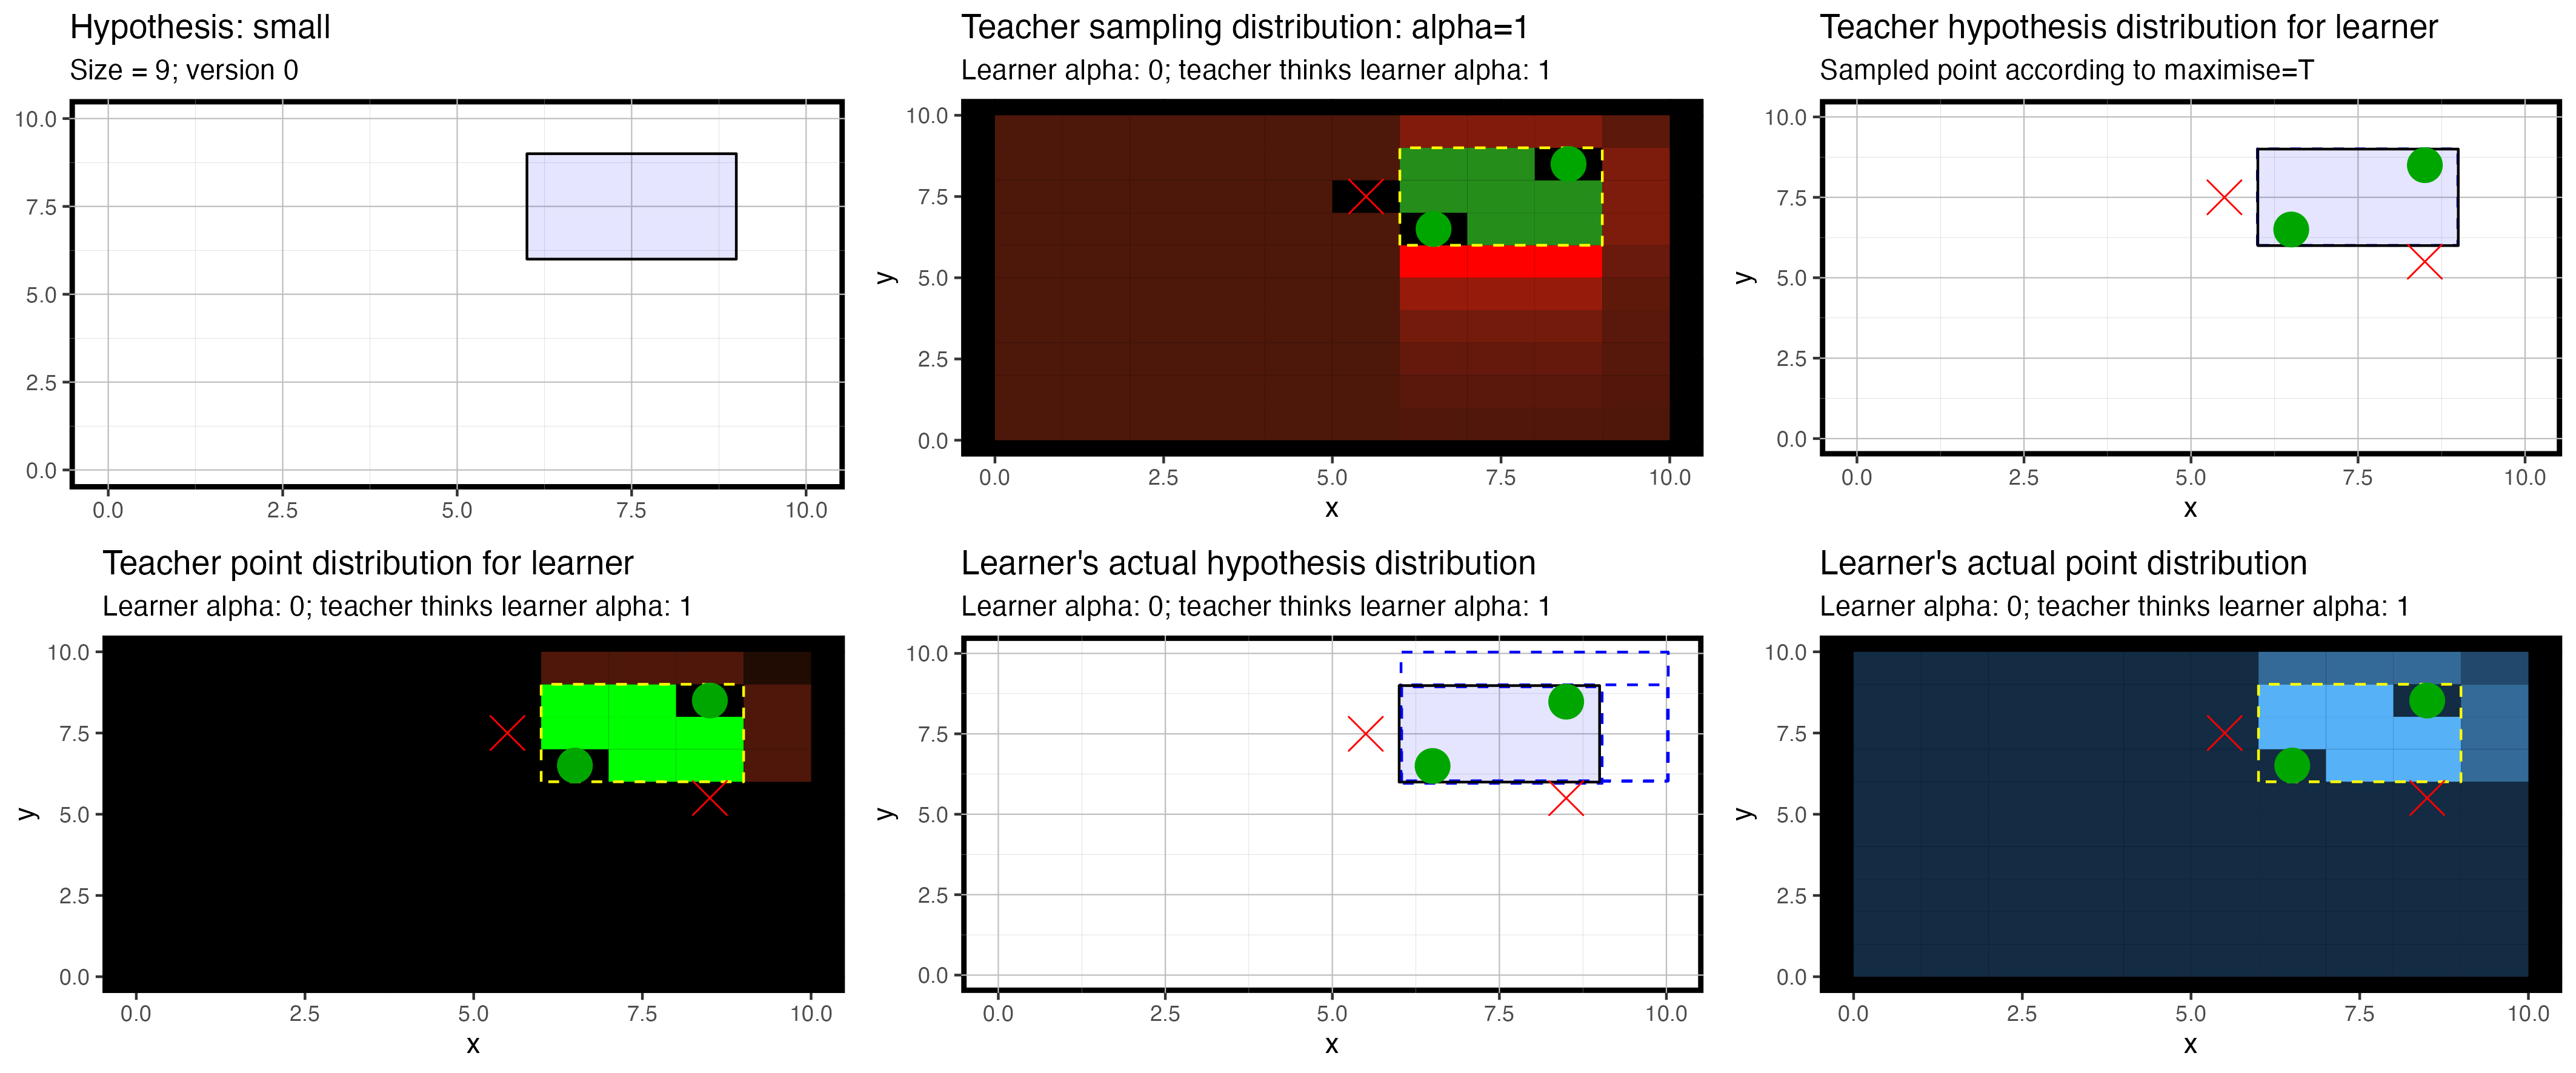 Hypothesis: small
Size = 9; version 0
10.0
7.5
5.0
2.5
0.0
0.0 2.5 5.0 7.5 10.0
Teacher sampling distribution: alpha=1
Learner alpha: 0; teacher thinks learner alpha: 1
y
10.0
7.5
5.0
2.5
0.0
0.0 2.5 5.0 7.5 10.0
x
Teacher hypothesis distribution for learner
Sampled point according to maximise=T
y
10.0
7.5
5.0
2.5
0.0
0.0 2.5 5.0 7.5 10.0
x
Teacher point distribution for learner
Learner alpha: 0; teacher thinks learner alpha: 1
y
10.0
7.5
5.0
2.5
0.0
0.0 2.5 5.0 7.5 10.0
x
Learner's actual hypothesis distribution
Learner alpha: 0; teacher thinks learner alpha: 1
y
10.0
7.5
5.0
2.5
0.0
0.0 2.5 5.0 7.5 10.0
x
Learner's actual point distribution
Learner alpha: 0; teacher thinks learner alpha: 1
y
10.0
7.5
5.0
2.5
0.0
0.0 2.5 5.0 7.5 10.0
x